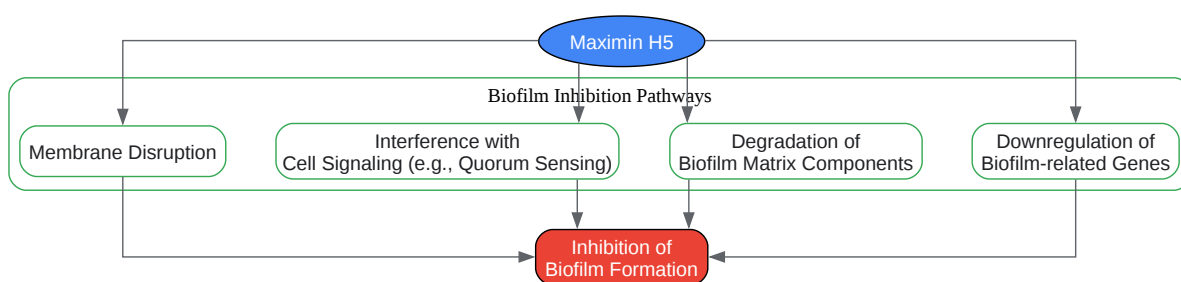 Maximin H5
Biofilm Inhibition Pathways
Membrane Disruption
Interference with
Cell Signaling (e.g., Quorum Sensing)
Degradation of
Biofilm Matrix Components
Downregulation of
Biofilm-related Genes
Inhibition of
Biofilm Formation